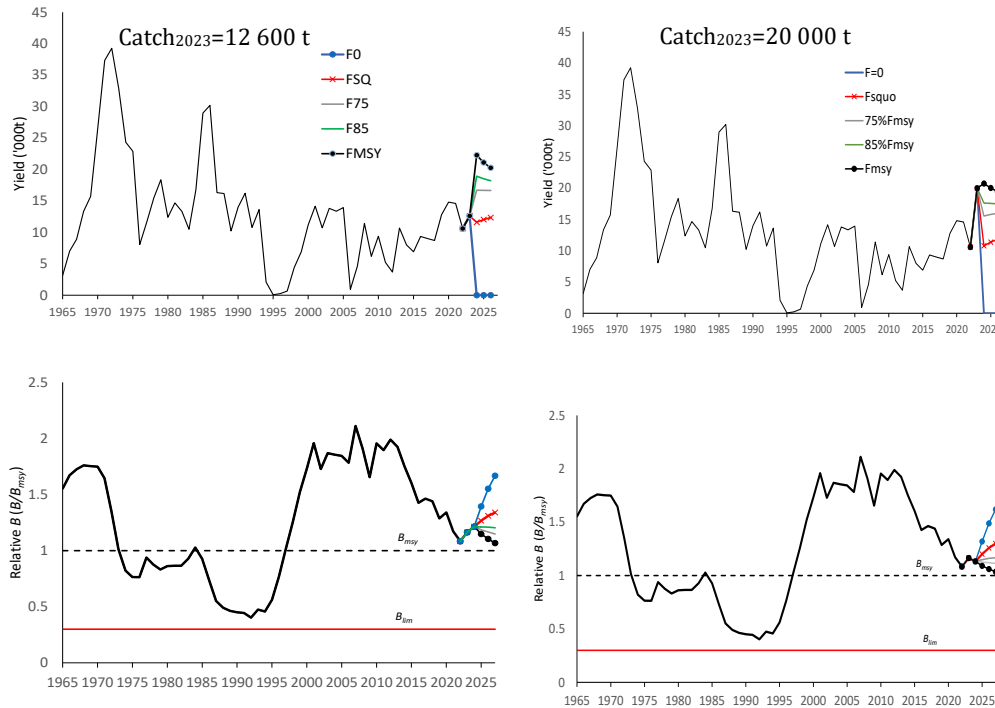 Catch2023=12 600 t
Yield ('000t)
45
40
35
30
25
20
15
10
5
0
F0
FSQ
F75
F85
FMSY
1965 1970 1975 1980 1985 1990 1995 2000 2005 2010 2015 2020 2025
Catch2023=20 000 t
Yield ('000t)
45
40
35
30
25
20
15
10
5
0
F=0
Fsquo
75%Fmsy
85%Fmsy
Fmsy
1965 1970 1975 1980 1985 1990 1995 2000 2005 2010 2015 2020
Relative B (B/Bmsy)
2.5
2
1.5
1
0.5
0
Bmsy
Blim
1965 1970 1975 1980 1985 1990 1995 2000 2005 2010 2015 2020 2025
Relative B (B/Bmsy)
2.5
2
1.5
1
0.5
0
Bmsy
Blim
1965 1970 1975 1980 1985 1990 1995 2000 2005 2010 2015 2020 2025